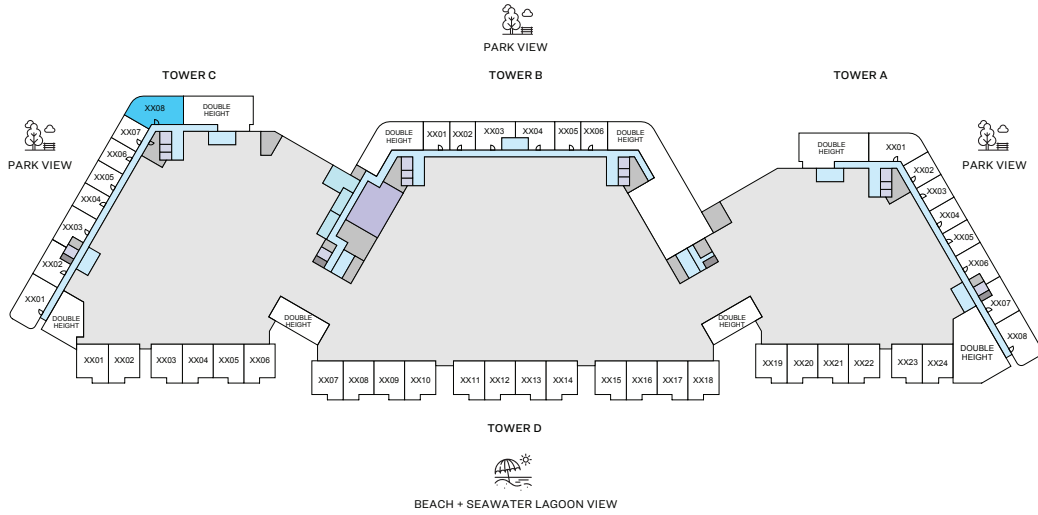 PARK VIEW
TOWER C
TOWER B
TOWER A
PARK VIEW
PARK VIEW
XX08
DOUBLE
HEIGHT
XX07
XX06
XX05
XX04
XX03
XX02
XX01
DOUBLE
HEIGHT
DOUBLE
HEIGHT
XX01
XX02
XX03
XX04
XX05
XX06
DOUBLE
HEIGHT
DOUBLE
HEIGHT
XX01
XX02
XX03
XX04
XX05
XX06
XX07
XX08
DOUBLE
HEIGHT
DOUBLE
HEIGHT
DOUBLE
HEIGHT
XX01
XX02
XX03
XX04
XX05
XX06
XX07
XX08
XX09
XX10
XX11
XX12
XX13
XX14
XX15
XX16
XX17
XX18
XX19
XX20
XX21
XX22
XX23
XX24
TOWER D
BEACH + SEAWATER LAGOON VIEW